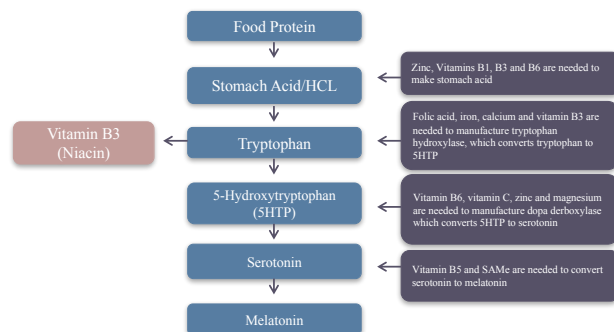 Food Protein
Zinc, Vitamins B1, B3 and B6 are needed to
make stomach acid
Stomach Acid/HCL
Folic acid, iron, calcium and vitamin B3 are
needed to manufacture tryptophan
hydroxylase, which converts tryptophan to
5HTP
Vitamin B3
(Niacin)
Tryptophan
5-Hydroxytryptophan
(5HTP)
Vitamin B6, vitamin C, zinc and magnesium
are needed to manufacture dopa derboxylase
which converts 5HTP to serotonin
Serotonin
Vitamin B5 and SAMe are needed to convert
serotonin to melatonin
Melatonin